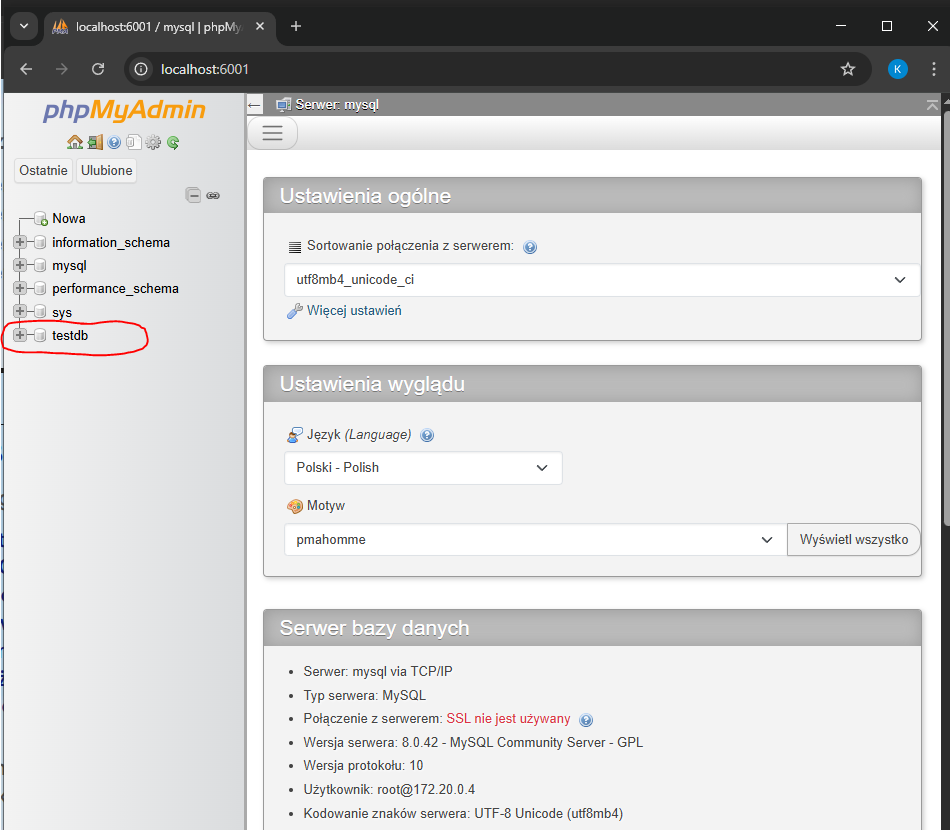 localhost:6001 / mysql | phpMy
localhost:6001
K
phpMyAdmin
Ostatnie
Ulubione
Nowa
information_schema
mysql
performance_schema
sys
testdb
Serwer: mysql
Ustawienia ogólne
Sortowanie połączenia z serwerem:
utf8mb4_unicode_ci
Więcej ustawień
Ustawienia wyglądu
Język (Language)
Polski - Polish
Motyw
pmahomme
Wyświetl wszystko
Serwer bazy danych
Serwer: mysql via TCP/IP
Typ serwera: MySQL
Połączenie z serwerem: SSL nie jest używany
Wersja serwera: 8.0.42 - MySQL Community Server - GPL
Wersja protokołu: 10
Użytkownik: root@172.20.0.4
Kodowanie znaków serwera: UTF-8 Unicode (utf8mb4)